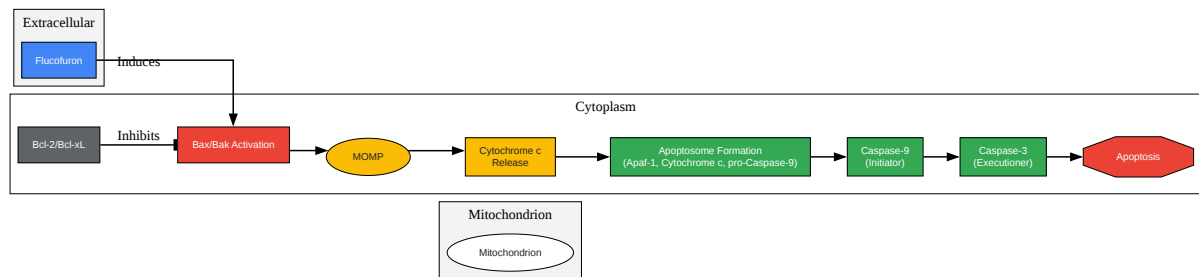 Extracellular
Flucofuron
Induces
Cytoplasm
Bcl-2/Bcl-xL
Inhibits
Bax/Bak Activation
MOMP
Cytochrome c
Release
Apoptosome Formation
(Apaf-1, Cytochrome c, pro-Caspase-9)
Caspase-9
(Initiator)
Caspase-3
(Executioner)
Apoptosis
Mitochondrion
Mitochondrion